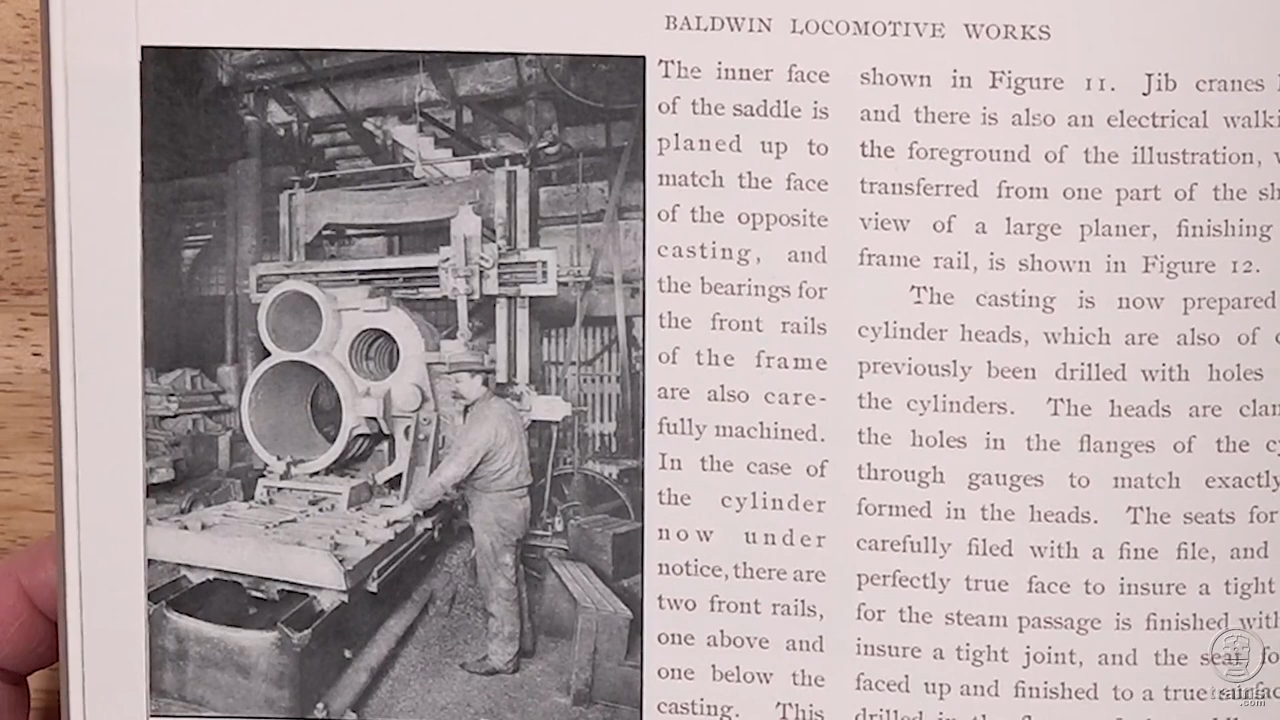 BALDWIN LOCOMOTIVE WORKS
The inner face
of the saddle is
planed up to
match the face
of the opposite
casting, and
the bearings for
the front rails
of the frame
are also care-
fully machined.
In the case of
the cylinder
now under
notice, there are
two front rails,
one above and
one below the
casting. This
shown in Figure 11. Jib cranes
and there is also an electrical
the foreground of the illustration,
transferred from one part of the
view of a large planer, finishing
frame rail, is shown in Figure 12.
The casting is now prepared
cylinder heads, which are also of
previously been drilled with holes
the cylinders. The heads are
the holes in the flanges of the
through gauges to match exactly
formed in the heads. The seats for
carefully filed with a fine file, and
perfectly true face to insure a tight
for the steam passage is finished with
insure a tight joint, and the seat
faced up and finished to a true
drilled in the
trains
.com